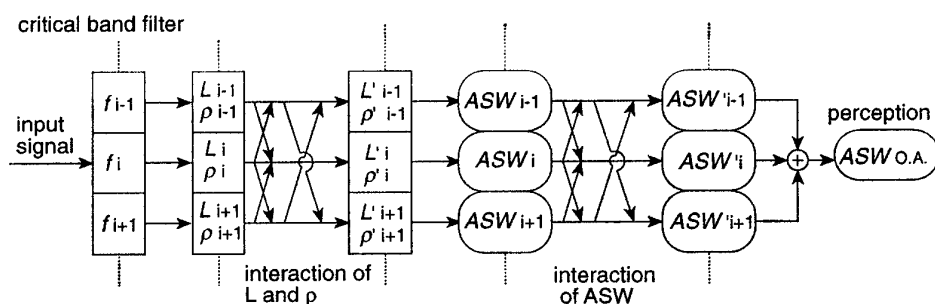 critical band filter
input
signal
f i-1
f i
f i+1
L i-1
ρ i-1
L i
ρ i
L i+1
ρ i+1
interaction of
L and ρ
L' i-1
ρ' i-1
L' i
ρ' i
L' i+1
ρ' i+1
ASW i-1
ASW i
ASW i+1
interaction
of ASW
ASW' i-1
ASW' i
ASW' i+1
+
perception
ASW O.A.